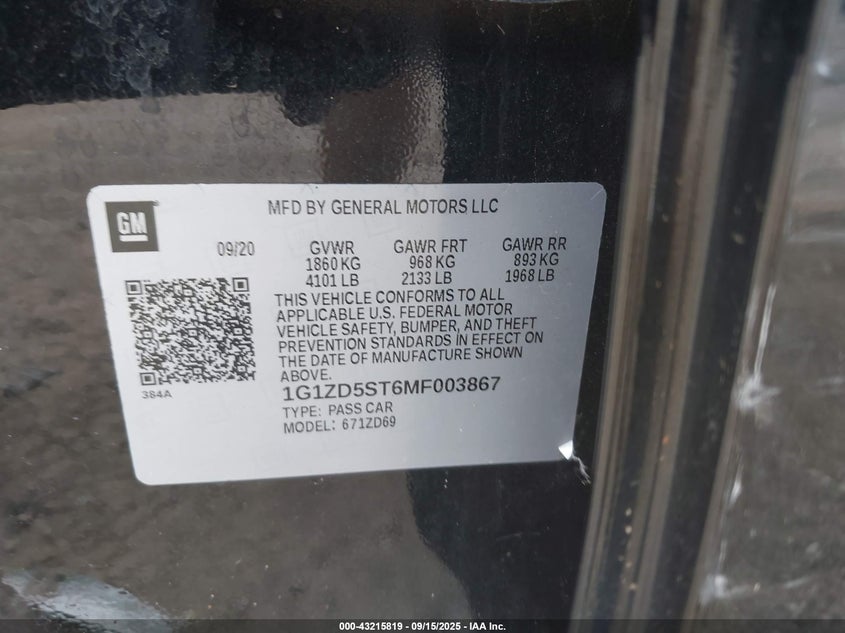 GM
MFD BY GENERAL MOTORS LLC
09/20 GVWR GAWR FRT GAWR RR
1860 KG 968 KG 893 KG
4101 LB 2133 LB 1968 LB
THIS VEHICLE CONFORMS TO ALL
APPLICABLE U.S. FEDERAL MOTOR
VEHICLE SAFETY, BUMPER, AND THEFT
PREVENTION STANDARDS IN EFFECT ON
THE DATE OF MANUFACTURE SHOWN
ABOVE.
384A
1G1ZD5ST6MF003867
TYPE: PASS CAR
MODEL: 671ZD69
000-43215819 - 09/15/2025 - IAA Inc.